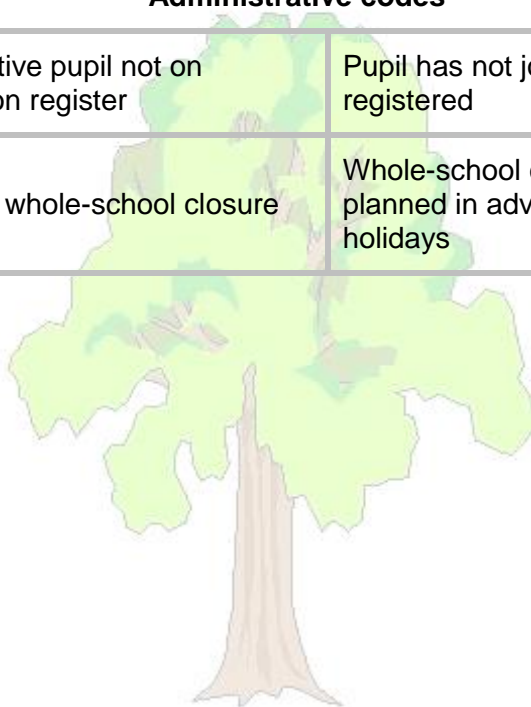 Administrative codes
tive pupil not on
on register
Pupil has not jo
registered
whole-school closure
Whole-school
planned in adv
holidays